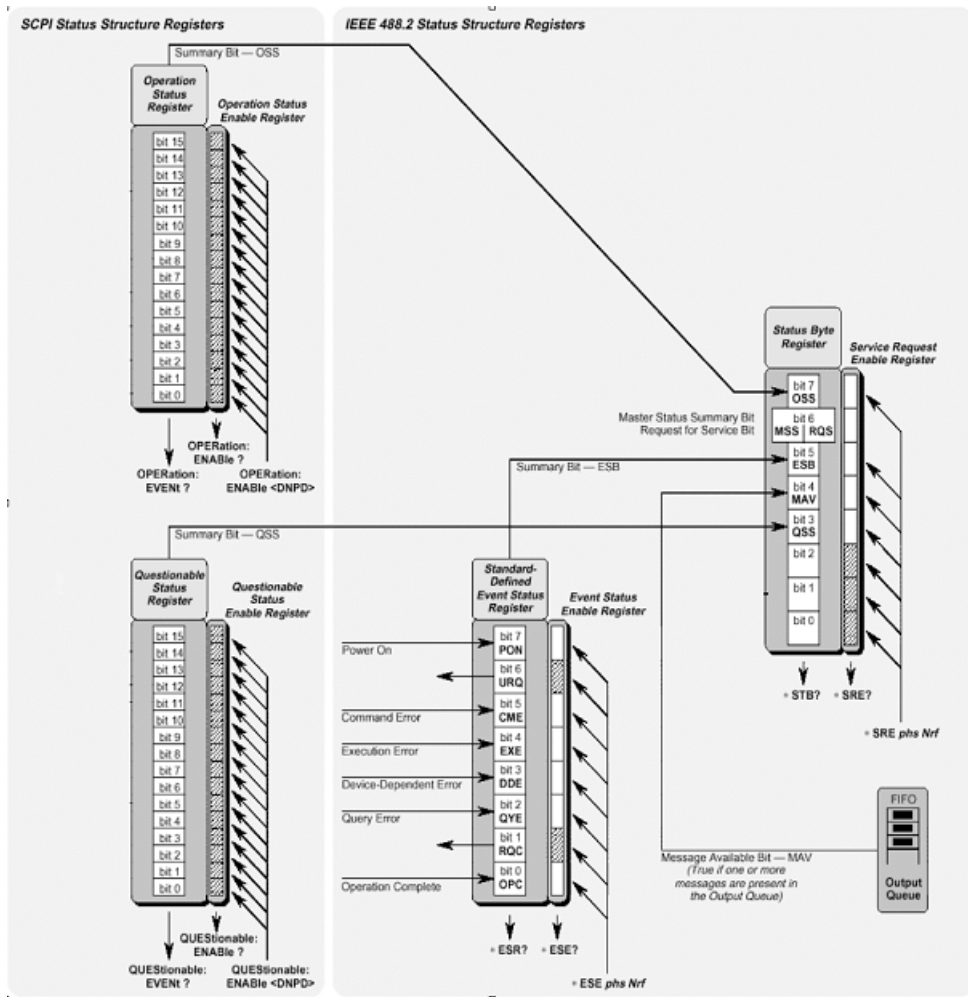 SCPI Status Structure Registers
IEEE 488.2 Status Structure Registers
Summary Bit — OSS
Operation
Status
Register
Operation Status
Enable Register
bit 15
bit 14
bit 13
bit 12
bit 11
bit 10
bit 9
bit 8
bit 7
bit 6
bit 5
bit 4
bit 3
bit 2
bit 1
bit 0
OPERation:
ENABle ?
OPERation:
EVENt ?
OPERation:
ENABle <DNPD>
Status Byte
Register
Service Request
Enable Register
bit 7
OSS
Master Status Summary Bit
Request for Service Bit
bit 6
MSS RQS
bit 5
ESB
bit 4
MAV
bit 3
QSS
bit 2
bit 1
bit 0
* STB?
* SRE?
* SRE phs Nrf
Summary Bit — ESB
Summary Bit — QSS
Questionable
Status
Register
Questionable
Status
Enable Register
bit 15
bit 14
bit 13
bit 12
bit 11
bit 10
bit 9
bit 8
bit 7
bit 6
bit 5
bit 4
bit 3
bit 2
bit 1
bit 0
QUEStionable:
ENABle ?
QUEStionable:
EVENt ?
QUEStionable:
ENABle <DNPD>
Standard-
Defined
Event Status
Register
Event Status
Enable Register
Power On
bit 7
PON
bit 6
URQ
Command Error
bit 5
CME
Execution Error
bit 4
EXE
Device-Dependent Error
bit 3
DDE
Query Error
bit 2
QYE
bit 1
RQC
Operation Complete
bit 0
OPC
* ESR?
* ESE?
* ESE phs Nrf
Message Available Bit — MAV
(True if one or more
messages are present in
the Output Queue)
FIFO
Output
Queue